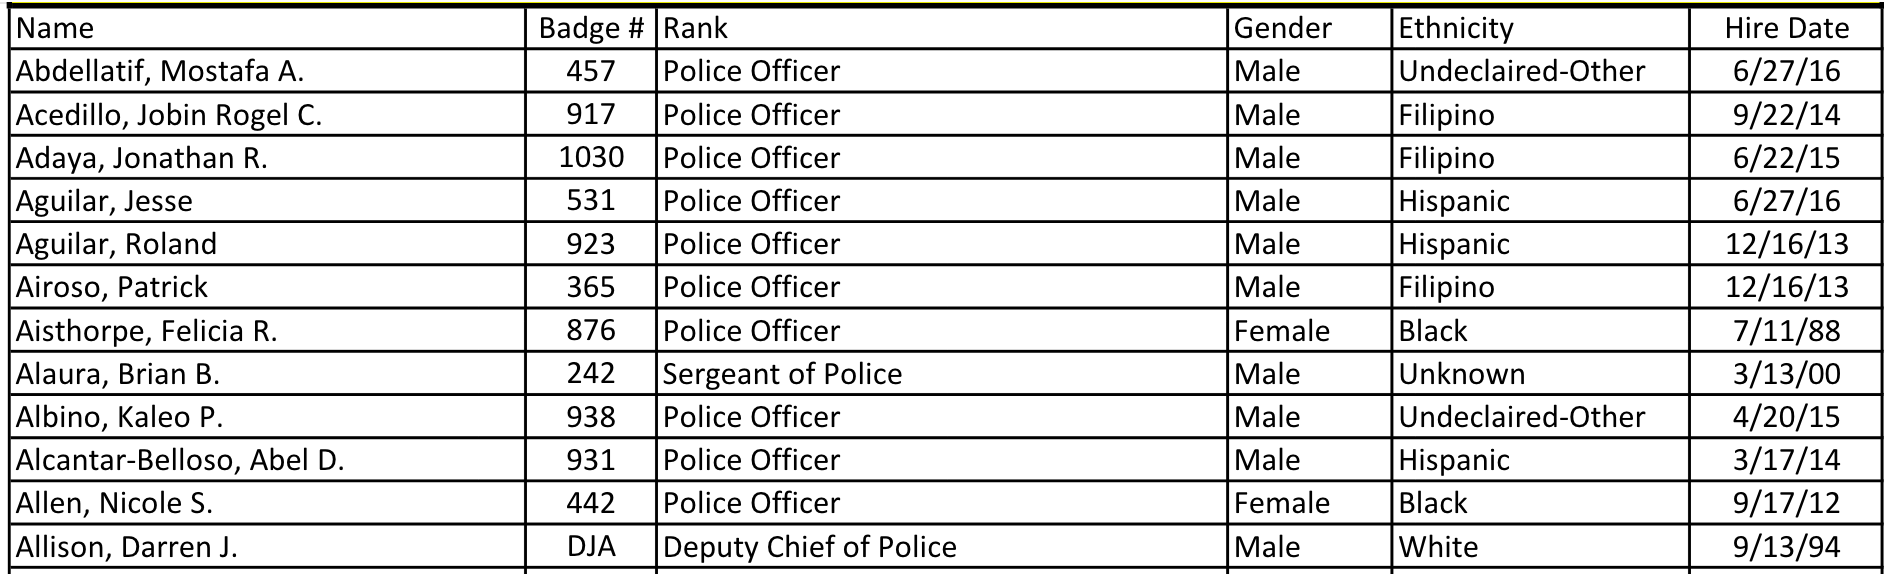 Name Badge # Rank Gender Ethnicity Hire Date
Abdellatif, Mostafa A. 457 Police Officer Male Undeclaired-Other 6/27/16
Acedillo, Jobin Rogel C. 917 Police Officer Male Filipino 9/22/14
Adaya, Jonathan R. 1030 Police Officer Male Filipino 6/22/15
Aguilar, Jesse 531 Police Officer Male Hispanic 6/27/16
Aguilar, Roland 923 Police Officer Male Hispanic 12/16/13
Airoso, Patrick 365 Police Officer Male Filipino 12/16/13
Aisthorpe, Felicia R. 876 Police Officer Female Black 7/11/88
Alaura, Brian B. 242 Sergeant of Police Male Unknown 3/13/00
Albino, Kaleo P. 938 Police Officer Male Undeclaired-Other 4/20/15
Alcantar-Belloso, Abel D. 931 Police Officer Male Hispanic 3/17/14
Allen, Nicole S. 442 Police Officer Female Black 9/17/12
Allison, Darren J. DJA Deputy Chief of Police Male White 9/13/94